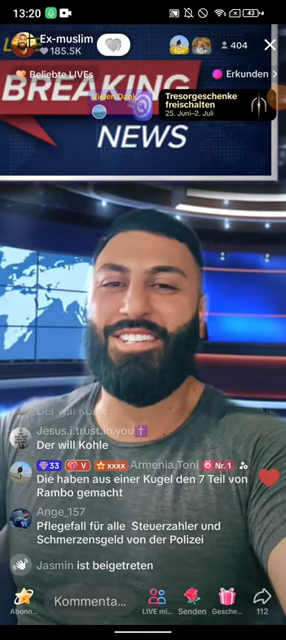 13:20
43
Ex-muslim
185.5K
404
Beliebte LIVEs
Erkunden >
BREAKING
NEWS
Tresorgeschenke
freischalten
25. Juni–2. Juli
Der will Kohle
Jesus.i.trust.in.you
Der will Kohle
33 V xxxx Armenia Toni Nr. 1
Die haben aus einer Kugel den 7 Teil von
Rambo gemacht
Ange_157
Pflegefall für alle Steuerzahler und
Schmerzensgeld von der Polizei
Jasmin ist beigetreten
Abonn...
Kommenta...
LIVE mi...
Senden
Gesche...
112